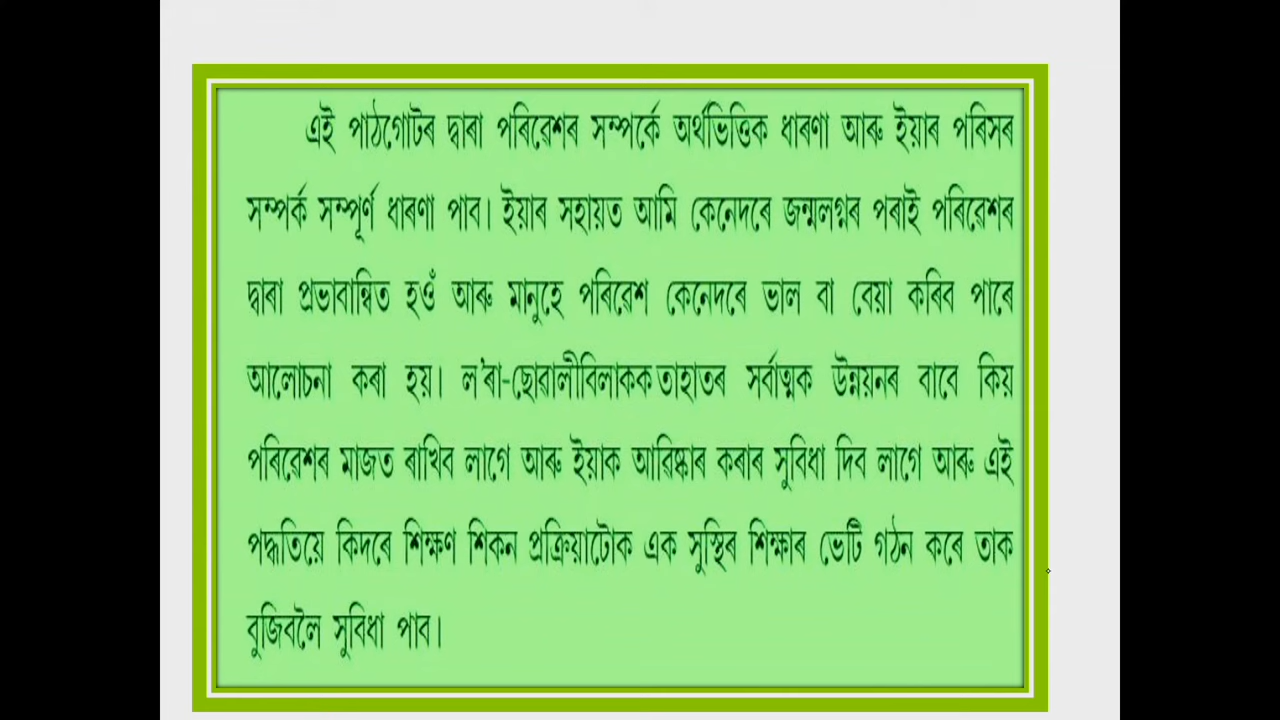 এই পাঠগোটৰ দ্বাৰা পৰিৱেশৰ সম্পৰ্কে অৰ্থভিত্তিক ধাৰণা আৰু ইয়াৰ পৰিসৰ
সম্পৰ্ক সম্পূৰ্ণ ধাৰণা পাব। ইয়াৰ সহায়ত আমি কেনেদৰে জন্মলগ্নৰ পৰাই পৰিৱেশৰ
দ্বাৰা প্ৰভাবান্বিত হওঁ আৰু মানুহে পৰিৱেশ কেনেদৰে ভাল বা বেয়া কৰিব পাৰে
আলোচনা কৰা হয়। ল'ৰা-ছোৱালীবিলাকক তাহাতৰ সৰ্বাত্মক উন্নয়নৰ বাবে কিয়
পৰিৱেশৰ মাজত ৰাখিব লাগে আৰু ইয়াক আৱিষ্কাৰ কৰাৰ সুবিধা দিব লাগে আৰু এই
পদ্ধতিয়ে কিদৰে শিক্ষণ শিকন প্ৰক্ৰিয়াটোক এক সুস্থিৰ শিক্ষাৰ ভেটি গঠন কৰে তাক
বুজিবলৈ সুবিধা পাব।